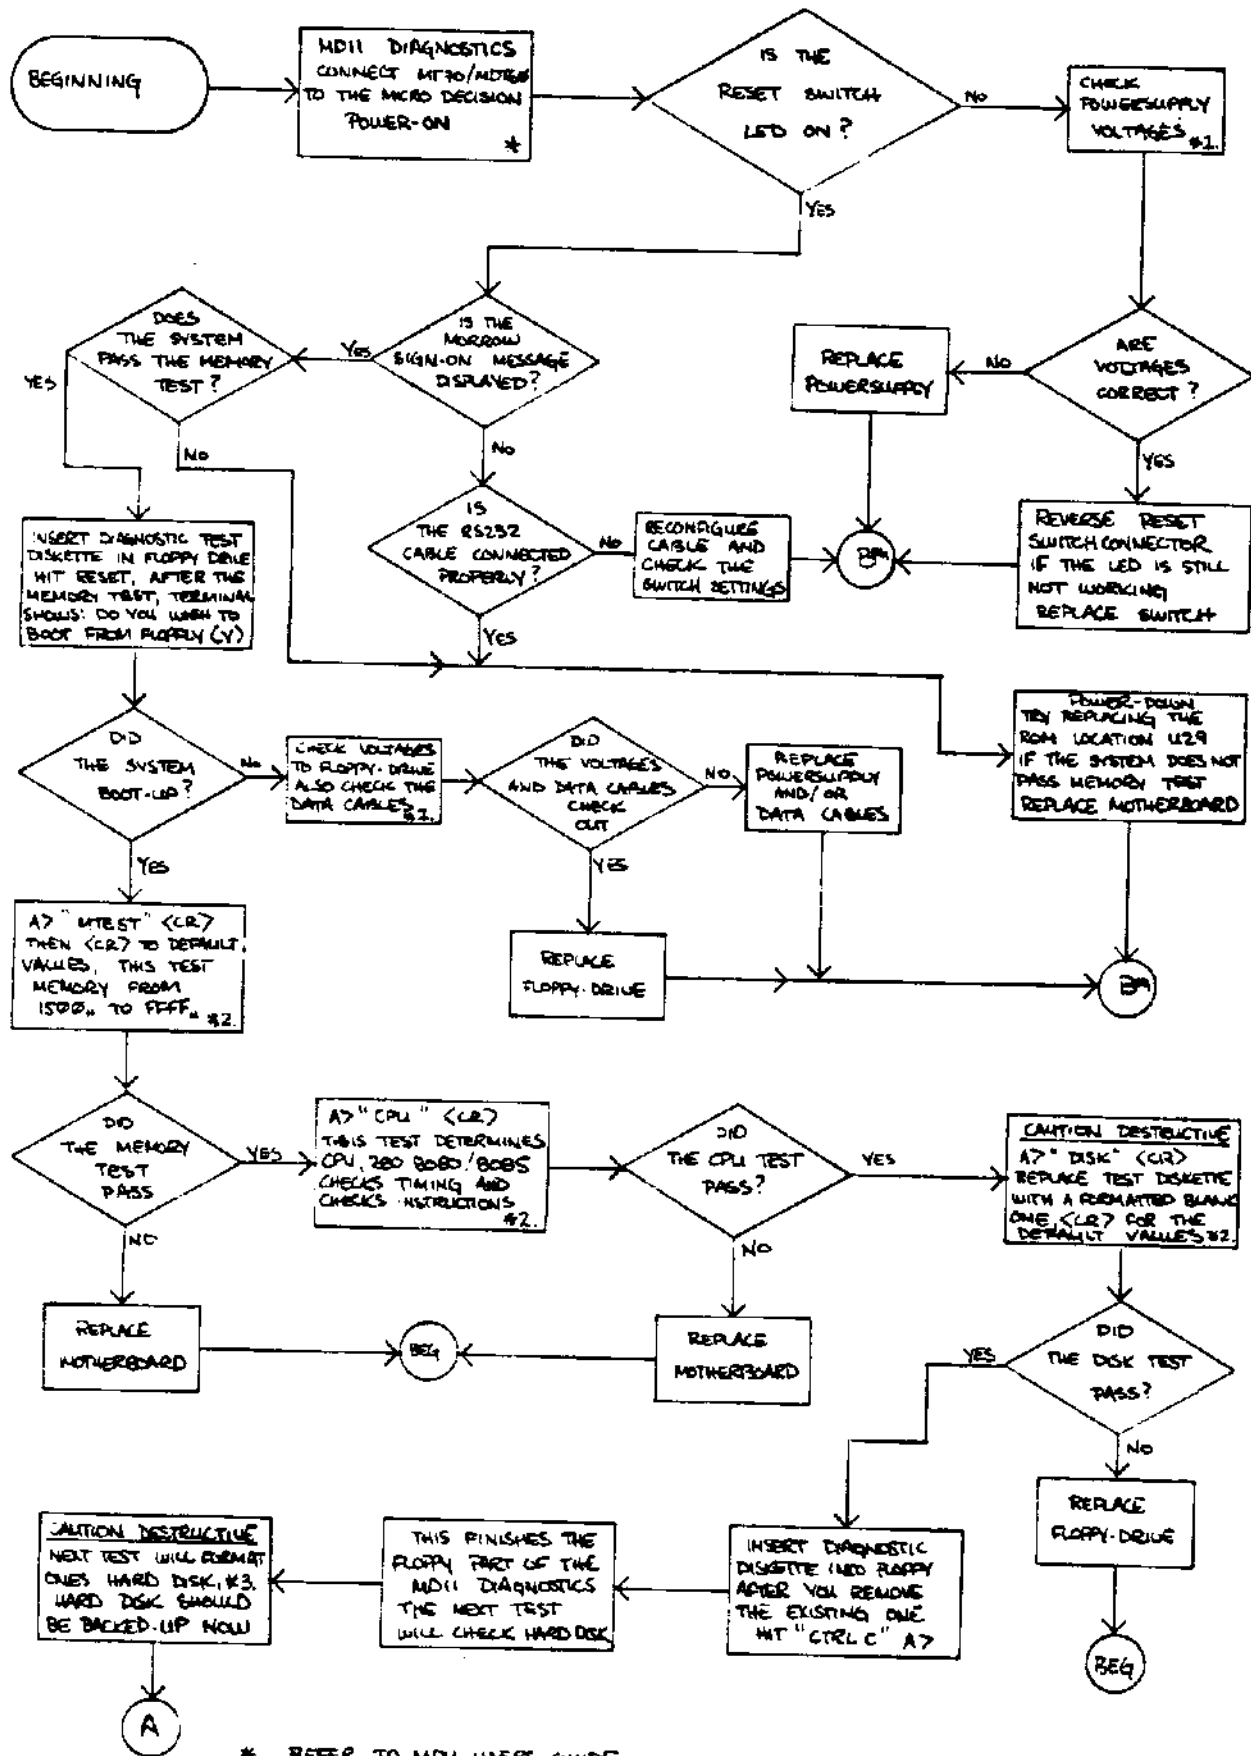 BEGINNING
MD11 DIAGNOSTICS
CONNECT MT70/
TO THE MICRO DECISION
POWER-ON
*
IS THE
RESET SWITCH
LED ON?
NO
CHECK
POWERSUPPLY
VOLTAGES
#1.
YES
DOES
THE SYSTEM
PASS THE MEMORY
TEST?
YES
IS THE
MORROW
SIGN-ON MESSAGE
DISPLAYED?
REPLACE
POWERSUPPLY
NO
ARE
VOLTAGES
CORRECT?
YES
NO
NO
YES
INSERT DIAGNOSTIC TEST
DISKETTE IN FLOPPY DRIVE
HIT RESET, AFTER THE
MEMORY TEST, TERMINAL
SHOWS: DO YOU WISH TO
BOOT FROM FLOPPLY (Y)
IS
THE RS232
CABLE CONNECTED
PROPERLY?
NO
RECONFIGURE
CABLE AND
CHECK THE
SWITCH SETTINGS
REVERSE RESET
SWITCH CONNECTOR
IF THE LED IS STILL
NOT WORKING
REPLACE SWITCH
YES
DID
THE SYSTEM
BOOT-UP?
NO
CHECK VOLTAGES
TO FLOPPY-DRIVE
ALSO CHECK THE
DATA CABLES
#1.
DID
THE VOLTAGES
AND DATA CABLES
CHECK
OUT
NO
REPLACE
POWERSUPPLY
AND/OR
DATA CABLES
POWER-DOWN
TRY REPLACING THE
ROM LOCATION U29
IF THE SYSTEM DOES NOT
PASS MEMORY TEST
REPLACE MOTHERBOARD
YES
YES
A> "MTEST" <CR>
THEN <CR> TO DEFAULT
VALUES, THIS TEST
MEMORY FROM
1500H TO FFFFH
#2.
REPLACE
FLOPPY-DRIVE
DID
THE MEMORY
TEST
PASS
YES
A> "CPU" <CR>
THIS TEST DETERMINES
CPU, Z80 8080/8085
CHECKS TIMING AND
CHECKS INSTRUCTIONS
#2.
DID
THE CPU TEST
PASS?
YES
CAUTION DESTRUCTIVE
A> "DISK" <CR>
REPLACE TEST DISKETTE
WITH A FORMATTED BLANK
ONE, <CR> FOR THE
DEFAULT VALUES #2.
NO
NO
REPLACE
MOTHERBOARD
BEG
REPLACE
MOTHERBOARD
YES
DID
THE DISK TEST
PASS?
NO
REPLACE
FLOPPY-DRIVE
BEG
CAUTION DESTRUCTIVE
NEXT TEST WILL FORMAT
ONES HARD DISK, #3.
HARD DISK SHOULD
BE BACKED-UP NOW
THIS FINISHES THE
FLOPPY PART OF THE
MD11 DIAGNOSTICS
THE NEXT TEST
WILL CHECK HARD DISK
INSERT DIAGNOSTIC
DISKETTE INTO FLOPPY
AFTER YOU REMOVE
THE EXISTING ONE
HIT "CTRL C" A>
A
* REFER TO MD11 USERS GUIDE